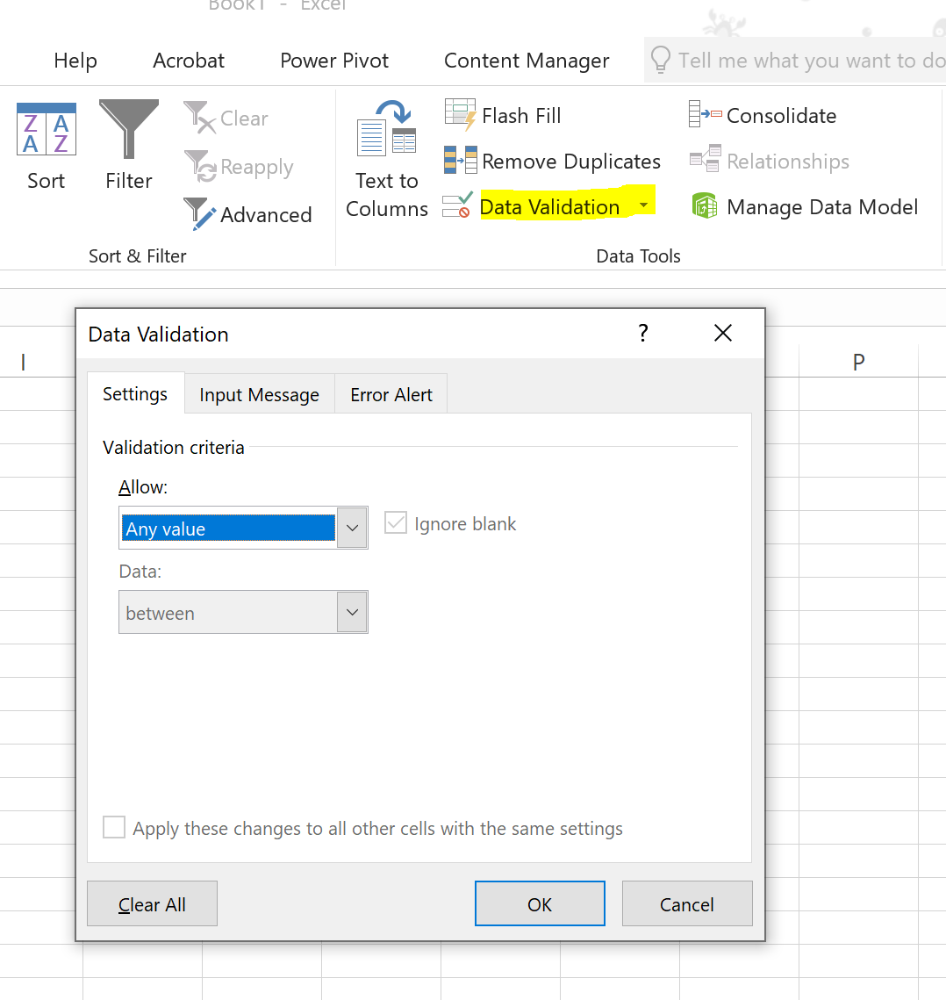 Book1 - Excel
Help Acrobat Power Pivot Content Manager Tell me what you want to do
Z A
A Z
Sort
Filter
Clear
Reapply
Advanced
Sort & Filter
Text to
Columns
Flash Fill
Remove Duplicates
Data Validation
Consolidate
Relationships
Manage Data Model
Data Tools
I P
Data Validation ?
Settings Input Message Error Alert
Validation criteria
Allow:
Any value Ignore blank
Data:
between
Apply these changes to all other cells with the same settings
Clear All OK Cancel